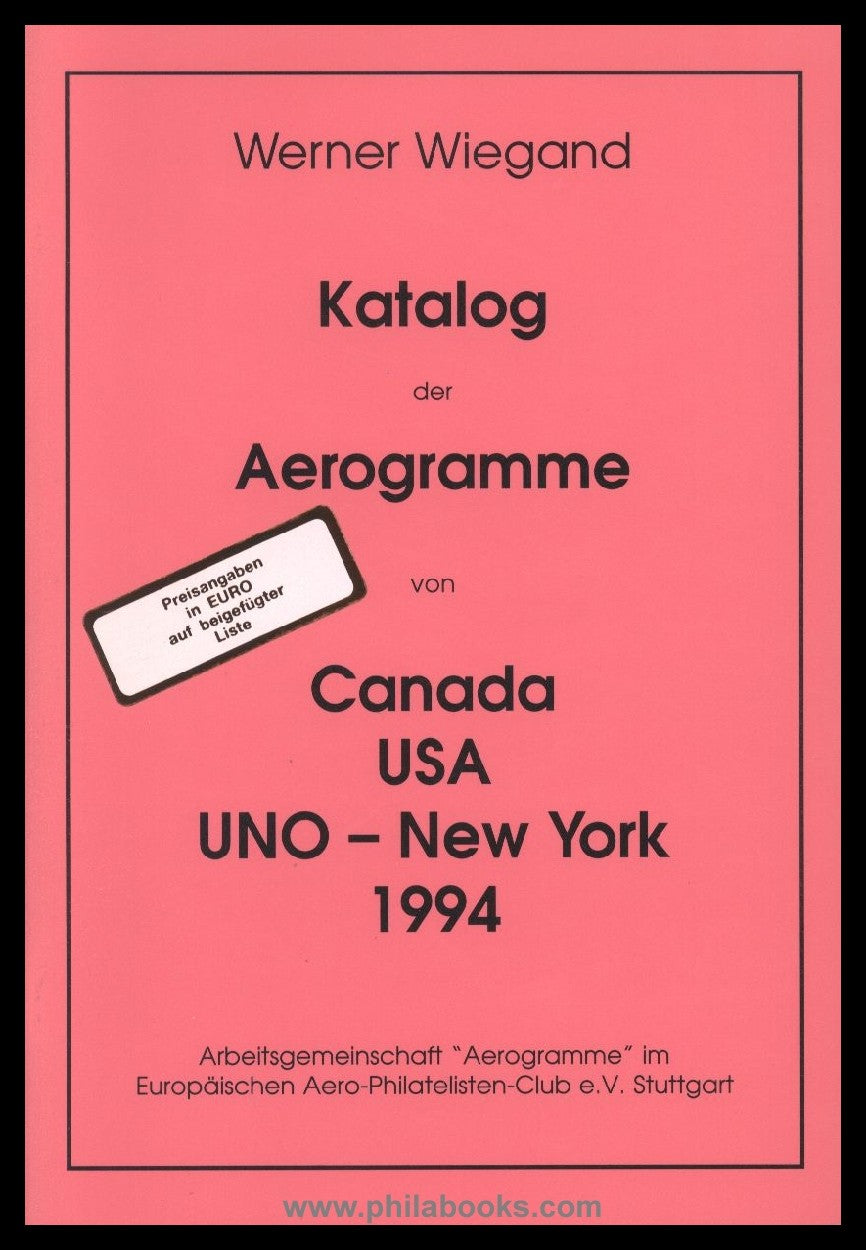 Werner Wiegand
Katalog
der
Aerogramme
von
Preisangaben
in EURO
auf beigefügter
Liste
Canada
USA
UNO – New York
1994
Arbeitsgemeinschaft "Aerogramme" im
Europäischen Aero-Philatelisten-Club e.V. Stuttgart
www.philabooks.com